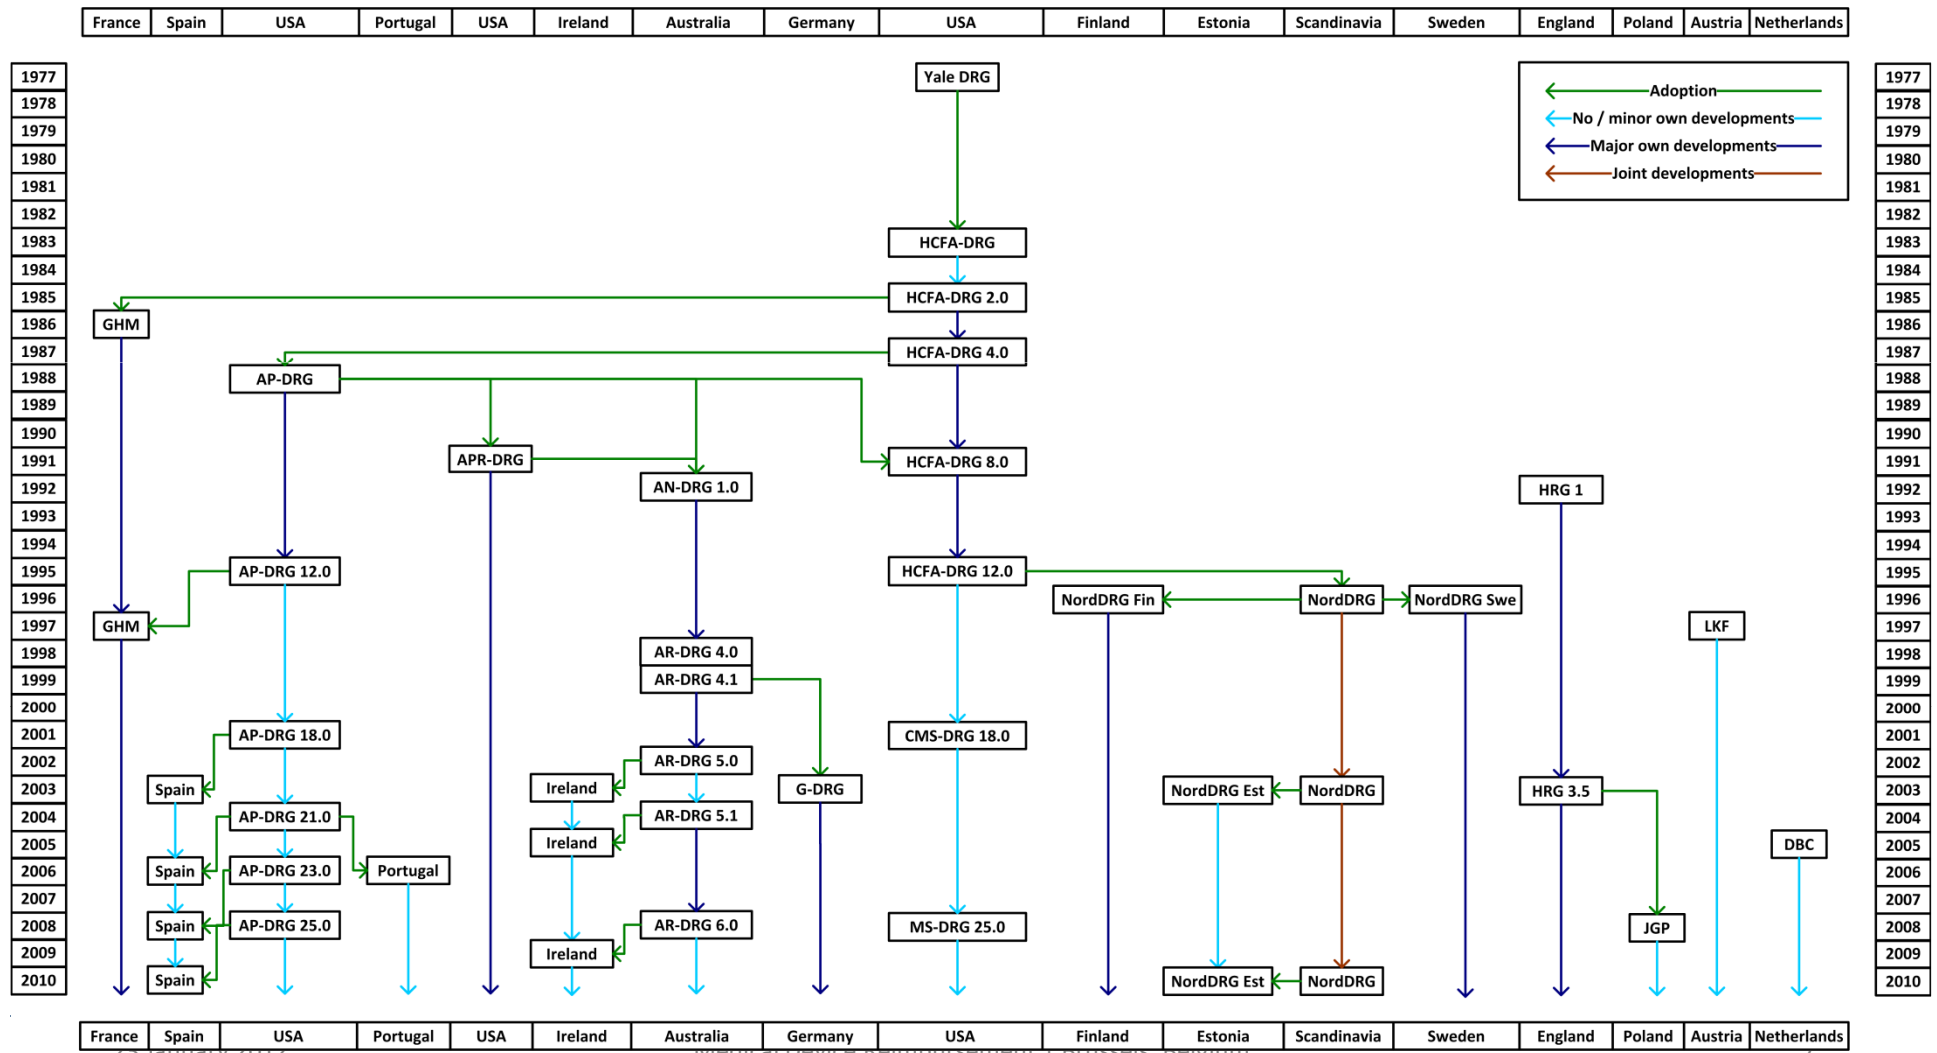 France Spain USA Portugal USA Ireland Australia Germany USA Finland Estonia Scandinavia Sweden England Poland Austria Netherlands
1977 Yale DRG 1977
Adoption
1978 1978
No / minor own developments
1979 1979
Major own developments
1980 1980
Joint developments
1981 1981
1982 1982
1983 HCFA-DRG 1983
1984 1984
1985 HCFA-DRG 2.0 1985
1986 GHM 1986
1987 HCFA-DRG 4.0 1987
1988 AP-DRG 1988
1989 1989
1990 1990
1991 APR-DRG HCFA-DRG 8.0 1991
1992 AN-DRG 1.0 HRG 1 1992
1993 1993
1994 1994
1995 AP-DRG 12.0 HCFA-DRG 12.0 1995
1996 NordDRG Fin NordDRG NordDRG Swe 1996
1997 GHM LKF 1997
1998 AR-DRG 4.0 1998
1999 AR-DRG 4.1 1999
2000 2000
2001 AP-DRG 18.0 CMS-DRG 18.0 2001
2002 AR-DRG 5.0 2002
2003 Spain Ireland G-DRG NordDRG Est NordDRG HRG 3.5 2003
2004 AP-DRG 21.0 AR-DRG 5.1 2004
2005 Ireland DBC 2005
2006 Spain AP-DRG 23.0 Portugal 2006
2007 2007
2008 Spain AP-DRG 25.0 AR-DRG 6.0 MS-DRG 25.0 JGP 2008
2009 Ireland 2009
2010 Spain NordDRG Est NordDRG 2010
France Spain USA Portugal USA Ireland Australia Germany USA Finland Estonia Scandinavia Sweden England Poland Austria Netherlands